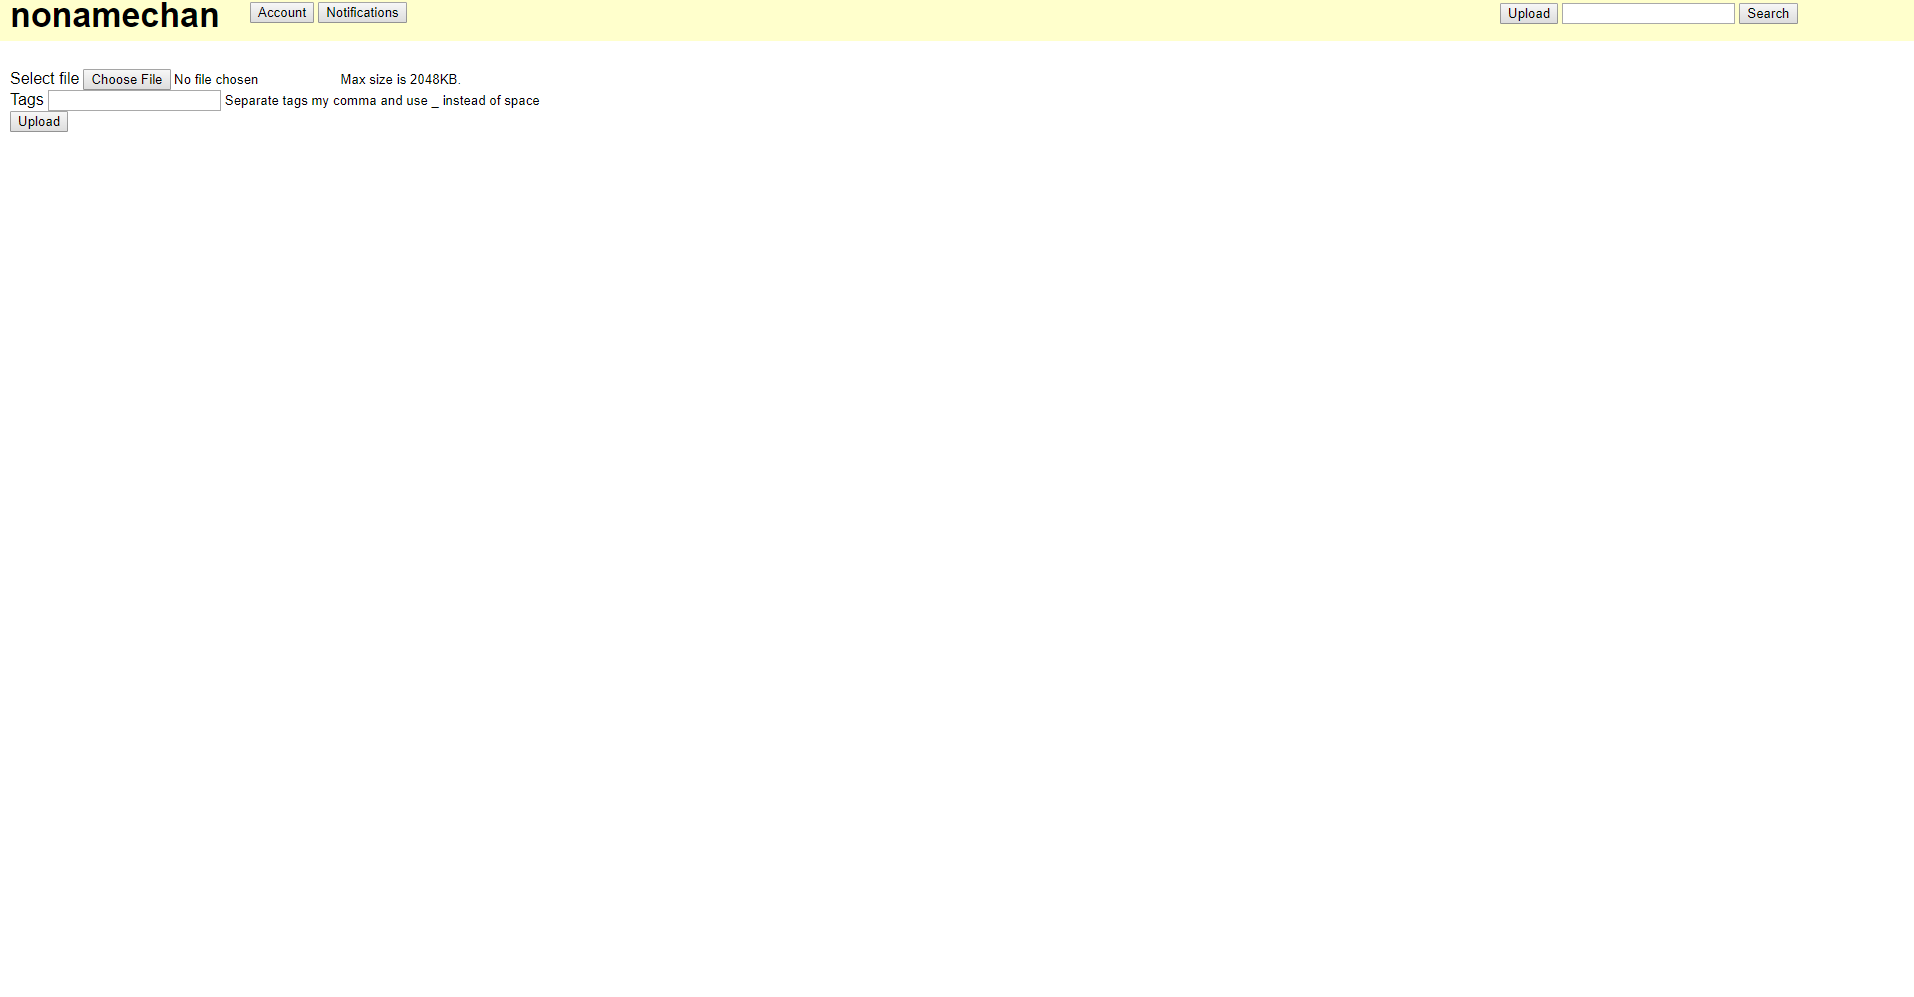 nonamechan Account Notifications Upload Search
Select file Choose File No file chosen Max size is 2048KB.
Tags Separate tags my comma and use _ instead of space
Upload